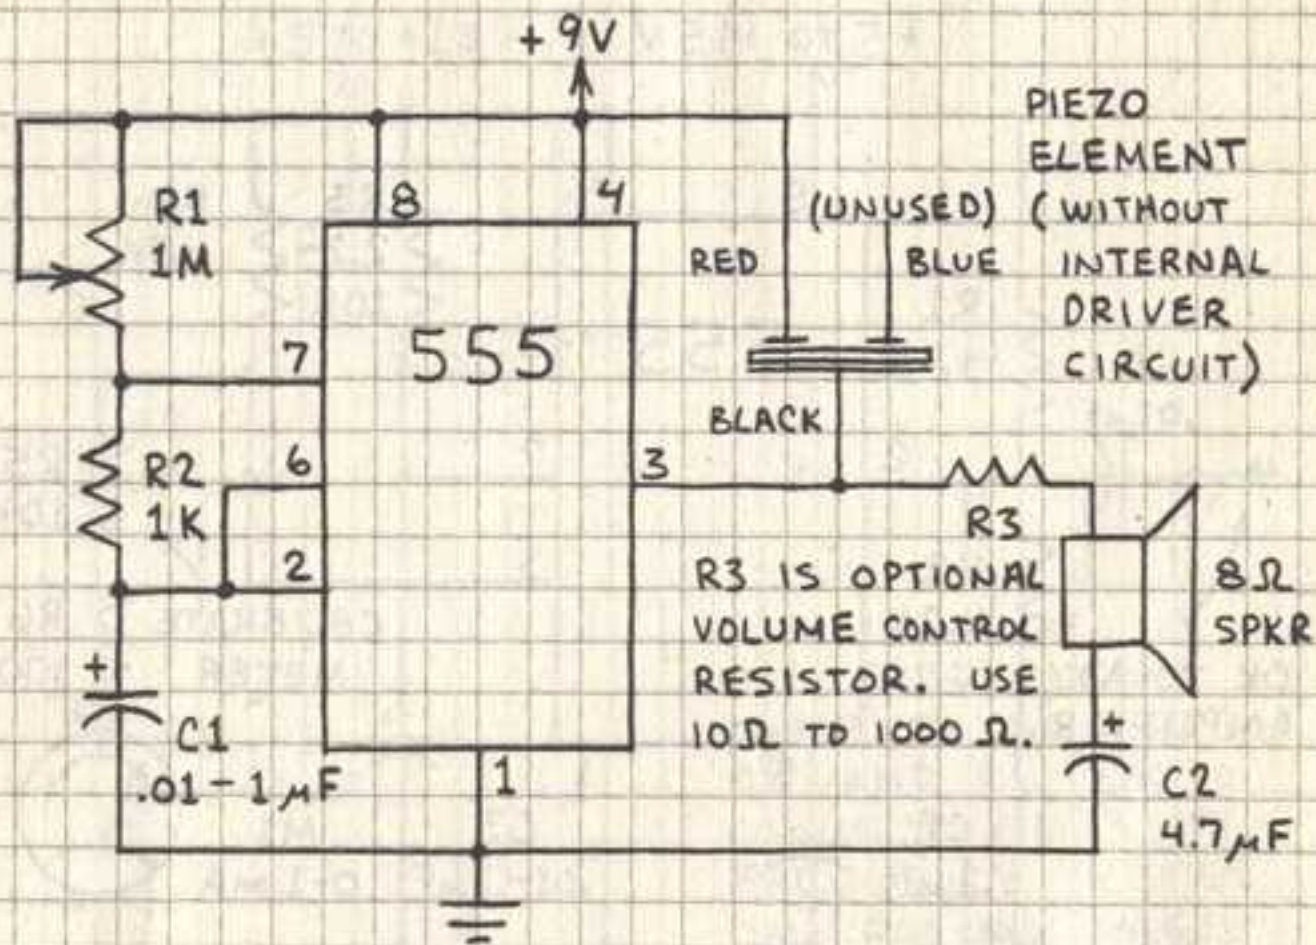 +9V
PIEZO
ELEMENT
(WITHOUT
INTERNAL
DRIVER
CIRCUIT)
(UNUSED)
RED
BLUE
BLACK
8
4
R1
1M
555
7
6
R2
1K
2
3
R3
R3 IS OPTIONAL
VOLUME CONTROL
RESISTOR. USE
10Ω TO 1000 Ω.
8Ω
SPKR
+
C1
.01-1μF
1
+
C2
4.7μF